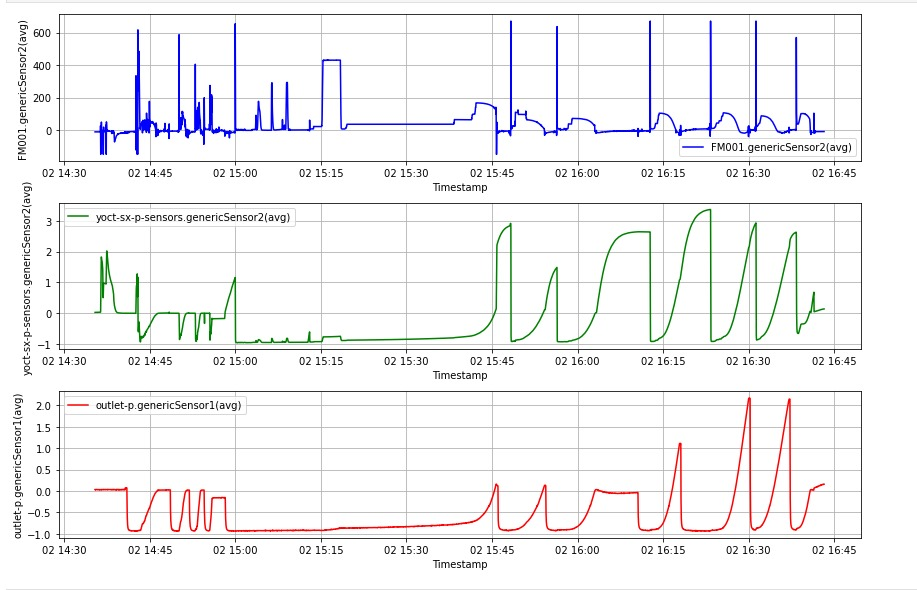 FM001.genericSensor2(avg)
600
400
200
0
FM001.genericSensor2(avg)
02 14:30 02 14:45 02 15:00 02 15:15 02 15:30 02 15:45 02 16:00 02 16:15 02 16:30 02 16:45
Timestamp
yoct-sx-p-sensors.genericSensor2(avg)
yoct-sx-p-sensors.genericSensor2(avg)
3
2
1
0
−1
02 14:30 02 14:45 02 15:00 02 15:15 02 15:30 02 15:45 02 16:00 02 16:15 02 16:30 02 16:45
Timestamp
outlet-p.genericSensor1(avg)
outlet-p.genericSensor1(avg)
2.0
1.5
1.0
0.5
0.0
−0.5
−1.0
02 14:30 02 14:45 02 15:00 02 15:15 02 15:30 02 15:45 02 16:00 02 16:15 02 16:30 02 16:45
Timestamp